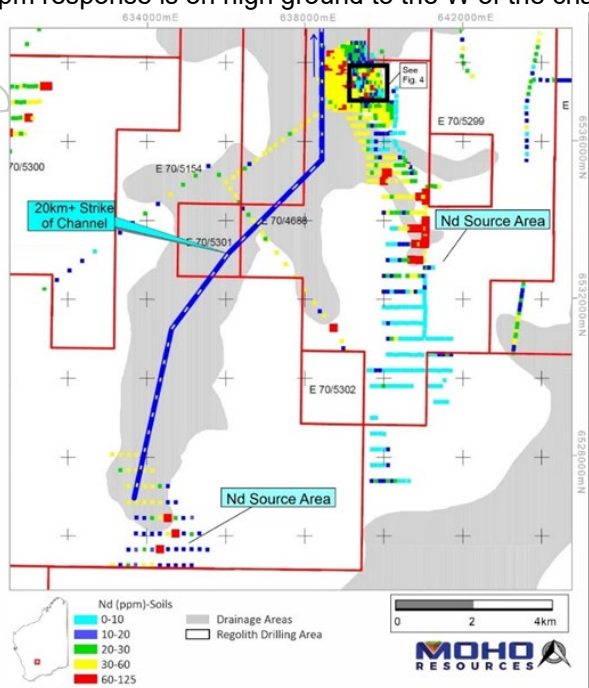 pm response is on high ground to the W of the cha
634000mE
638000mE
642000mE
See
Fig. 4
E 70/5299
E
6536000mN
70/5300
E 70/5154
20km+ Strike
of Channel
E 70/4688
Nd Source Area
E 70/5301
6532000mN
E 70/5302
6528000mN
Nd Source Area
Nd (ppm)-Soils
0-10
10-20
20-30
30-60
60-125
Drainage Areas
Regolith Drilling Area
0
2
4km
MOHO
RESOURCES